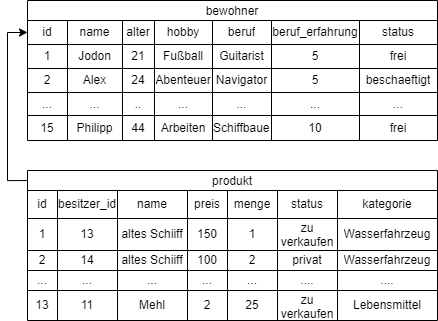 bewohner
id name alter hobby beruf beruf_erfahrung status
1 Jodon 21 Fußball Guitarist 5 frei
2 Alex 24 Abenteuer Navigator 5 beschaeftigt
... ... .. ... ... ... ...
15 Philipp 44 Arbeiten Schiffbaue 10 frei
produkt
id besitzer_id name preis menge status kategorie
1 13 altes Schiiff 150 1 zu verkaufen Wasserfahrzeug
2 14 altes Schiiff 100 2 privat Wasserfahrzeug
... .... ... ... ... .... ....
13 11 Mehl 2 25 zu verkaufen Lebensmittel